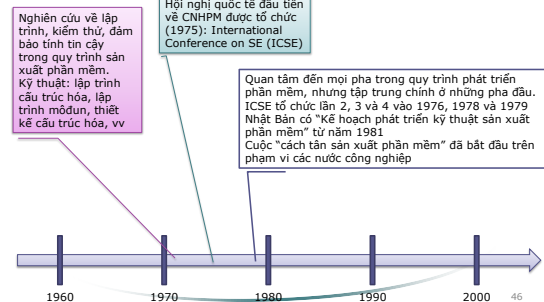 Hội nghị quốc tế đầu tiên
về CNHPM được tổ chức
(1975): International
Conference on SE (ICSE)
Nghiên cứu về lập
trình, kiểm thử, đảm
bảo tính tin cậy
trong quy trình sản
xuất phần mềm.
Kỹ thuật: lập trình
cấu trúc hóa, lập
trình môđun, thiết
kế cấu trúc hóa, vv
Quan tâm đến mọi pha trong quy trình phát triển
phần mềm, nhưng tập trung chính ở những pha đầu.
ICSE tổ chức lần 2, 3 và 4 vào 1976, 1978 và 1979
Nhật Bản có “Kế hoạch phát triển kỹ thuật sản xuất
phần mềm” từ năm 1981
Cuộc “cách tân sản xuất phần mềm” đã bắt đầu trên
phạm vi các nước công nghiệp
1960 1970 1980 1990 2000 46